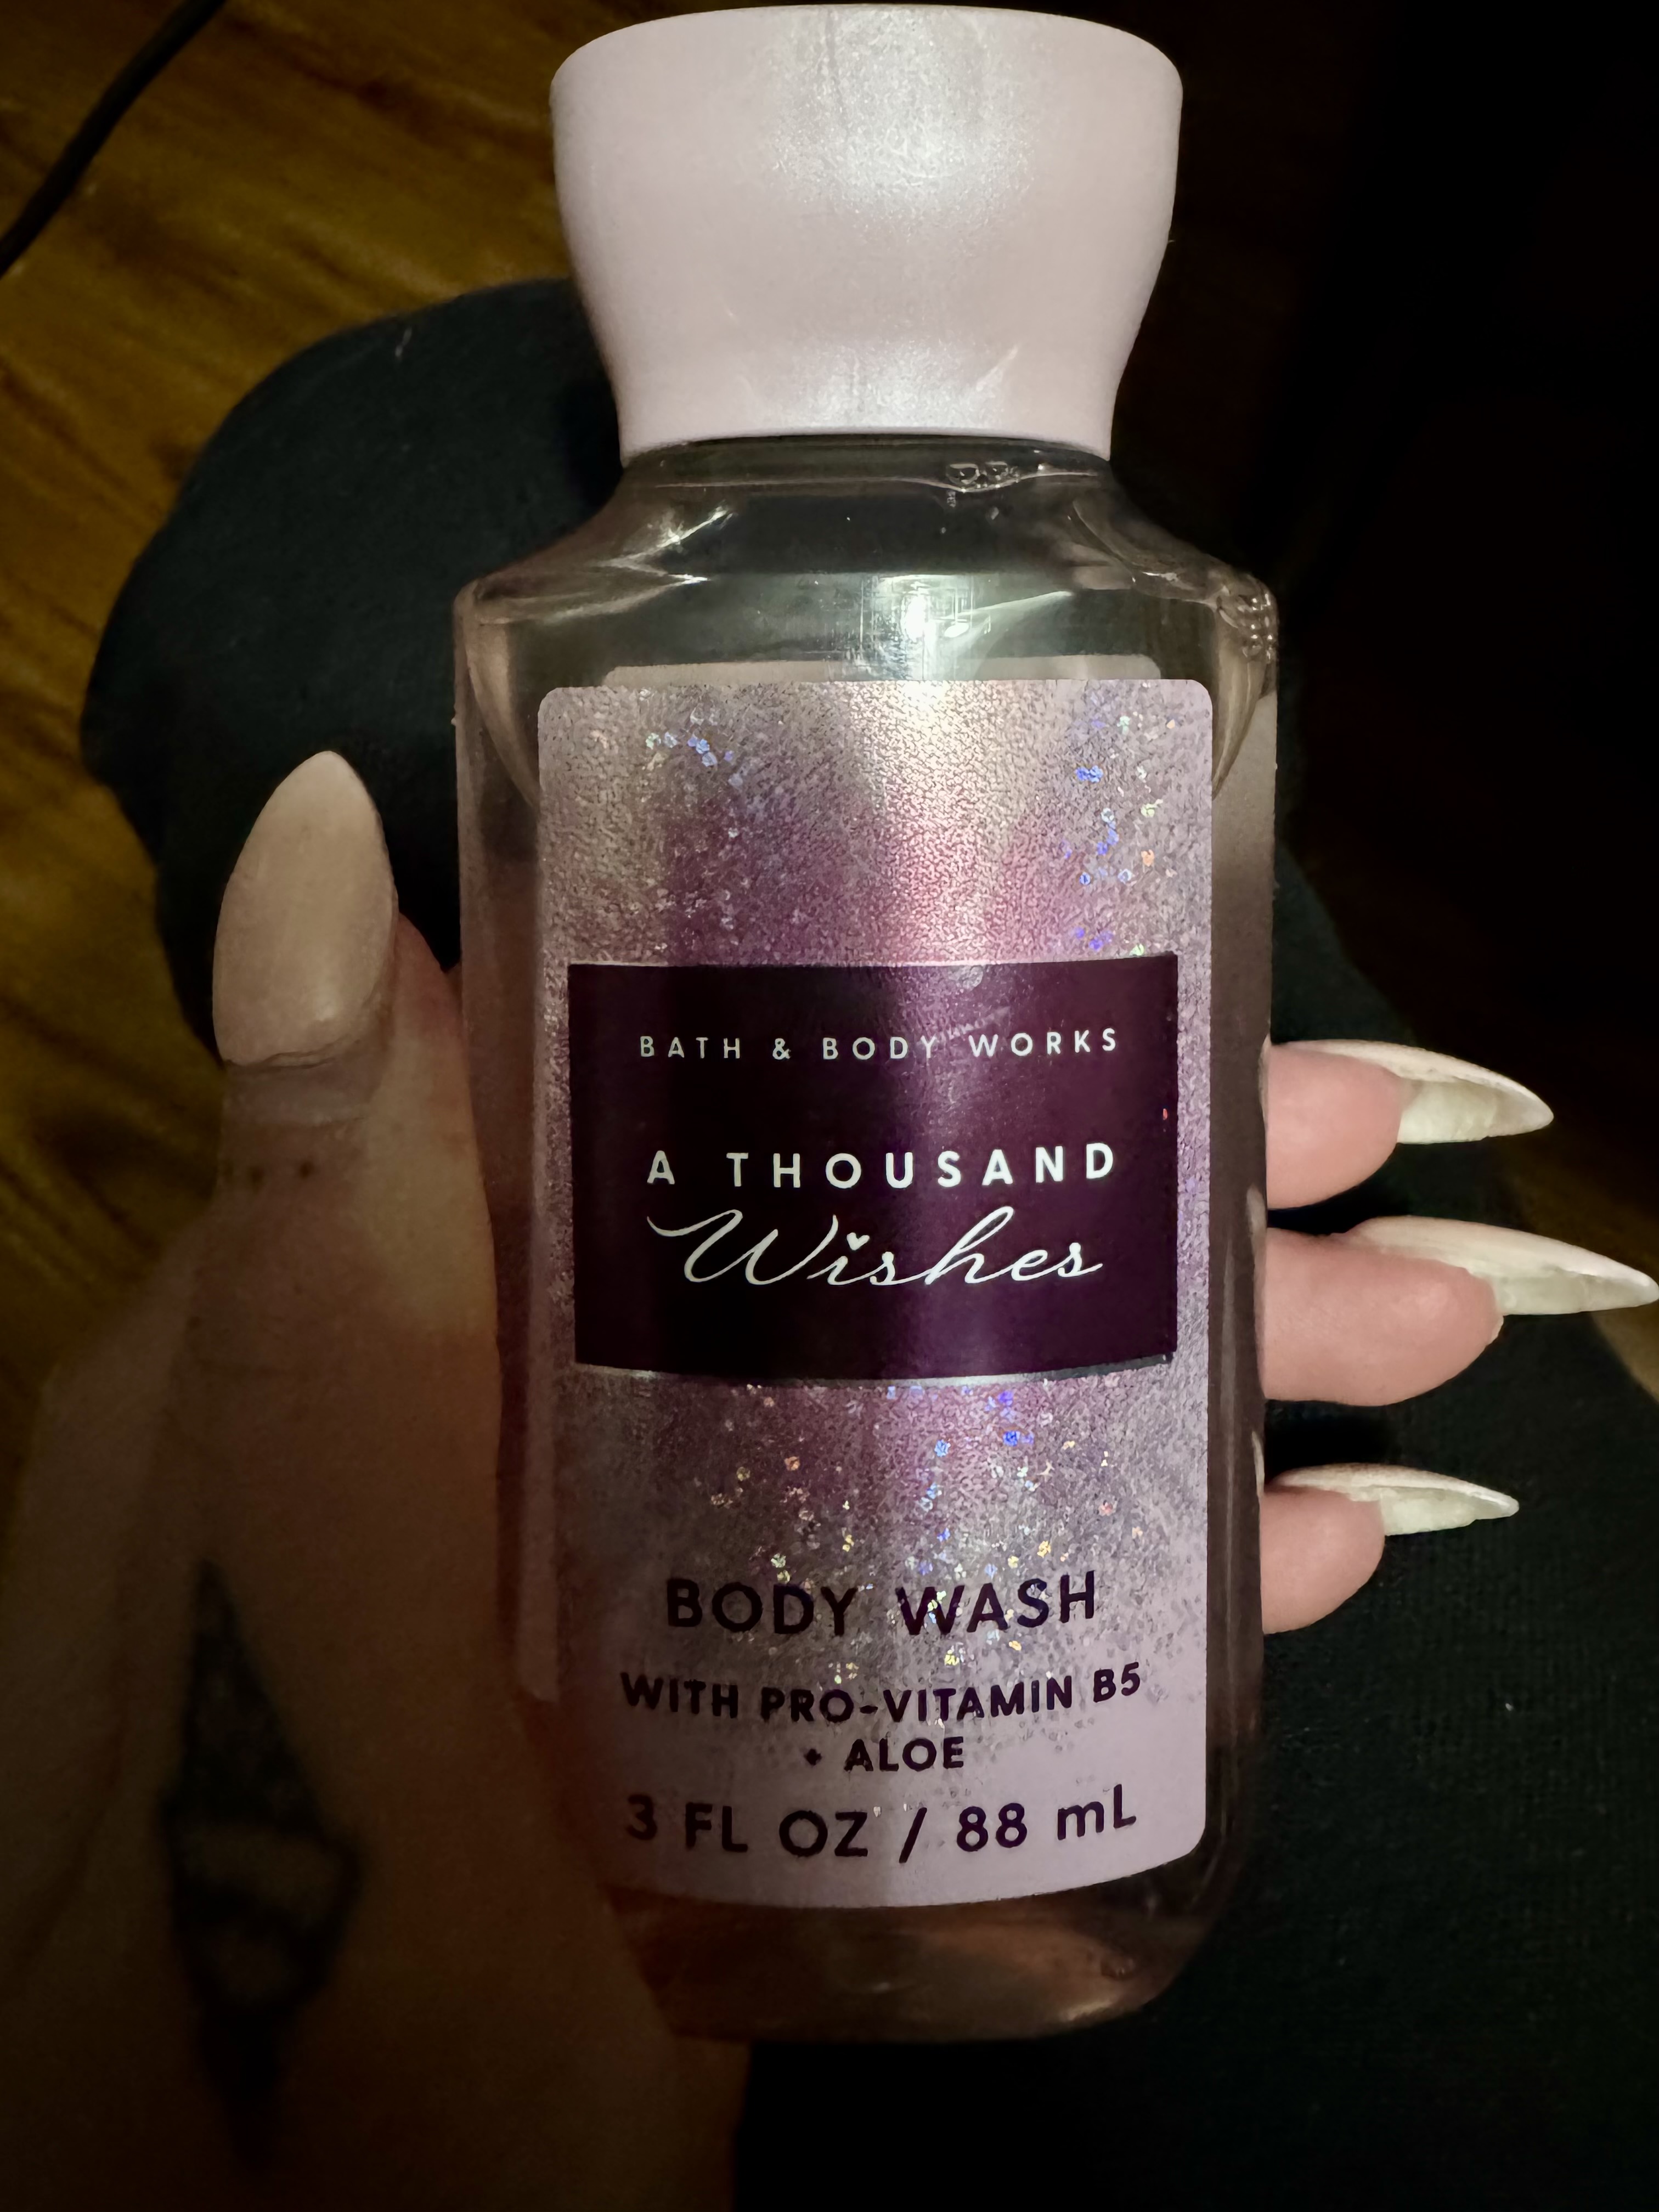 BATH & BODY WORKS
A THOUSAND
Wishes
BODY WASH
WITH PRO-VITAMIN B5
+ ALOE
3 FL OZ / 88 mL